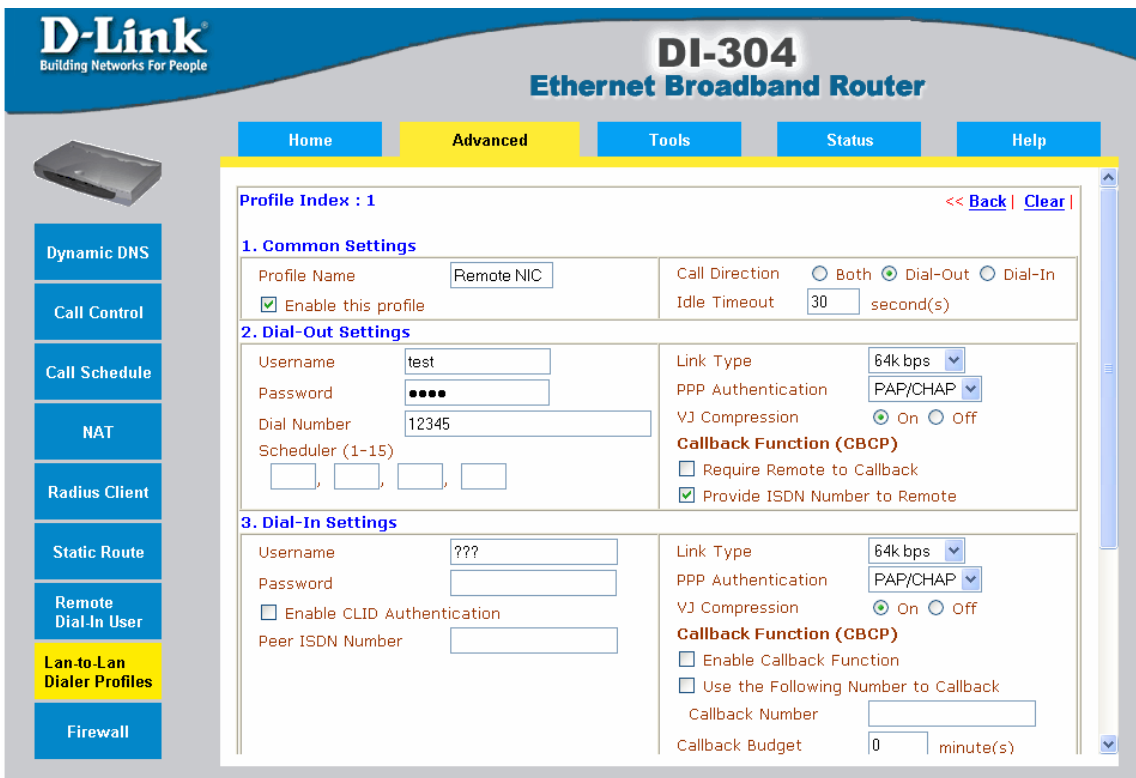 D-Link
Building Networks For People
DI-304
Ethernet Broadband Router
Home
Advanced
Tools
Status
Help
Dynamic DNS
Call Control
Call Schedule
NAT
Radius Client
Static Route
Remote
Dial-In User
Lan-to-Lan
Dialer Profiles
Firewall
Profile Index : 1
<< Back | Clear |
1. Common Settings
Profile Name Remote NIC
Enable this profile
Call Direction Both Dial-Out Dial-In
Idle Timeout 30 second(s)
2. Dial-Out Settings
Username test
Password ••••
Dial Number 12345
Scheduler (1-15)
, , ,
Link Type 64k bps
PPP Authentication PAP/CHAP
VJ Compression On Off
Callback Function (CBCP)
Require Remote to Callback
Provide ISDN Number to Remote
3. Dial-In Settings
Username ???
Password
Enable CLID Authentication
Peer ISDN Number
Link Type 64k bps
PPP Authentication PAP/CHAP
VJ Compression On Off
Callback Function (CBCP)
Enable Callback Function
Use the Following Number to Callback
Callback Number
Callback Budget 0 minute(s)